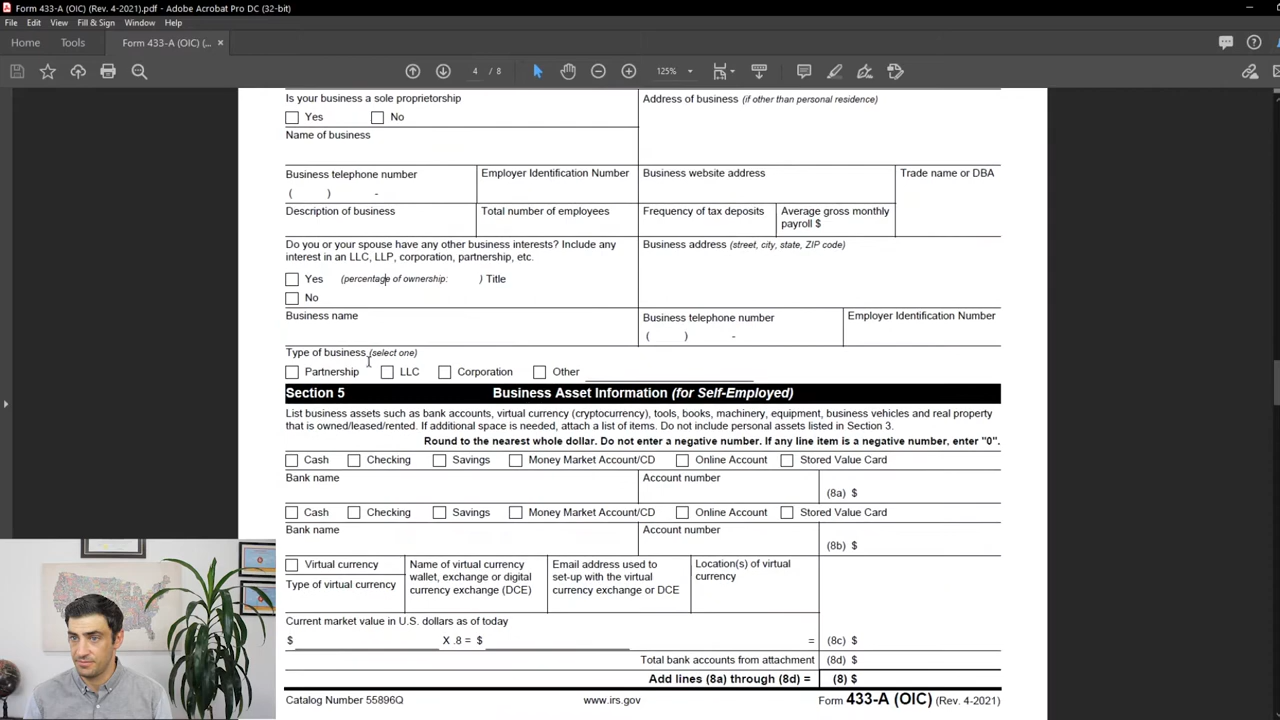 Form 433-A (OIC) (Rev. 4-2021).pdf - Adobe Acrobat Pro DC (32-bit)
File Edit View Fill & Sign Window Help
Home Tools Form 433-A (OIC) (... ×
4 / 8 125%
Is your business a sole proprietorship
Yes No
Address of business (if other than personal residence)
Name of business
Business telephone number
( ) -
Employer Identification Number
Business website address
Trade name or DBA
Description of business
Total number of employees
Frequency of tax deposits
Average gross monthly
payroll $
Do you or your spouse have any other business interests? Include any
interest in an LLC, LLP, corporation, partnership, etc.
Yes (percentage of ownership: ) Title
No
Business address (street, city, state, ZIP code)
Business name
Business telephone number
( ) -
Employer Identification Number
Type of business (select one)
Partnership LLC Corporation Other
Section 5 Business Asset Information (for Self-Employed)
List business assets such as bank accounts, virtual currency (cryptocurrency), tools, books, machinery, equipment, business vehicles and real property
that is owned/leased/rented. If additional space is needed, attach a list of items. Do not include personal assets listed in Section 3.
Round to the nearest whole dollar. Do not enter a negative number. If any line item is a negative number, enter "0".
Cash Checking Savings Money Market Account/CD Online Account Stored Value Card
Bank name Account number (8a) $
Cash Checking Savings Money Market Account/CD Online Account Stored Value Card
Bank name Account number (8b) $
Virtual currency
Type of virtual currency
Name of virtual currency
wallet, exchange or digital
currency exchange (DCE)
Email address used to
set-up with the virtual
currency exchange or DCE
Location(s) of virtual
currency
Current market value in U.S. dollars as of today
$ X .8 = $ = (8c) $
Total bank accounts from attachment (8d) $
Add lines (8a) through (8d) = (8) $
Catalog Number 55896Q www.irs.gov Form 433-A (OIC) (Rev. 4-2021)